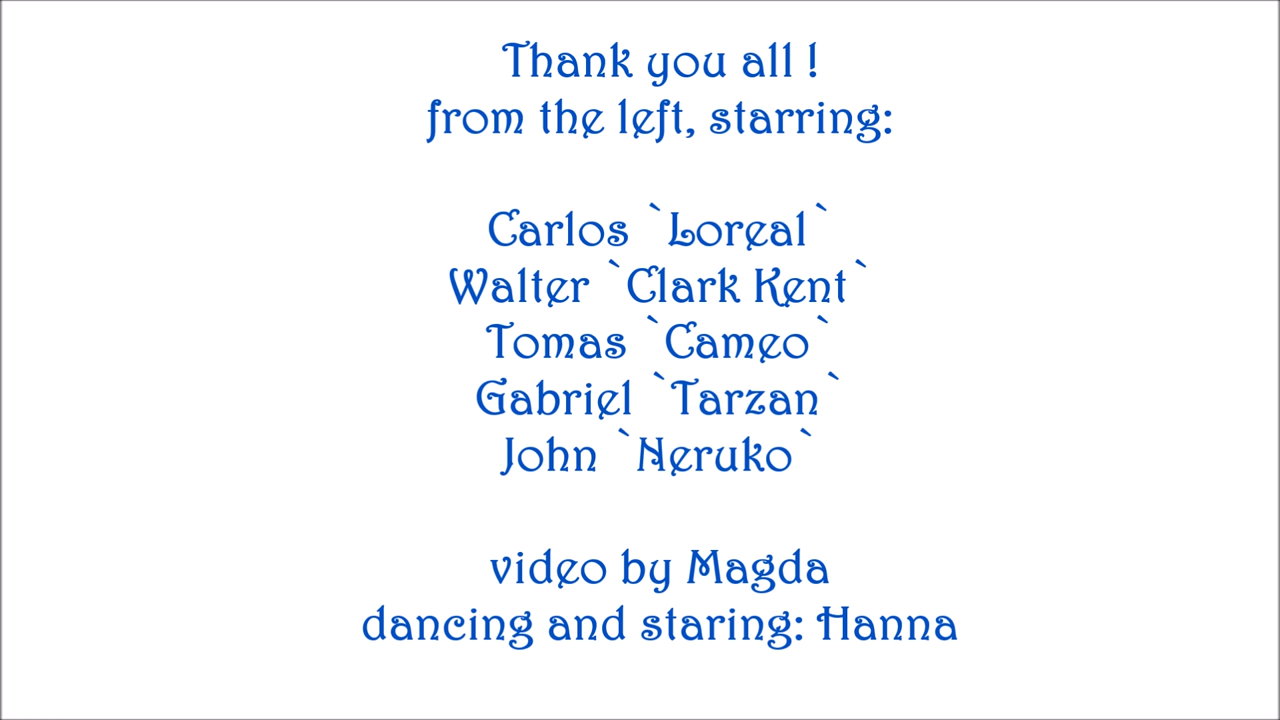 Thank you all !
from the left, starring:
Carlos `Loreal`
Walter `Clark Kent`
Tomas `Cameo`
Gabriel `Tarzan`
John `Neruko`
video by Magda
dancing and staring: Hanna